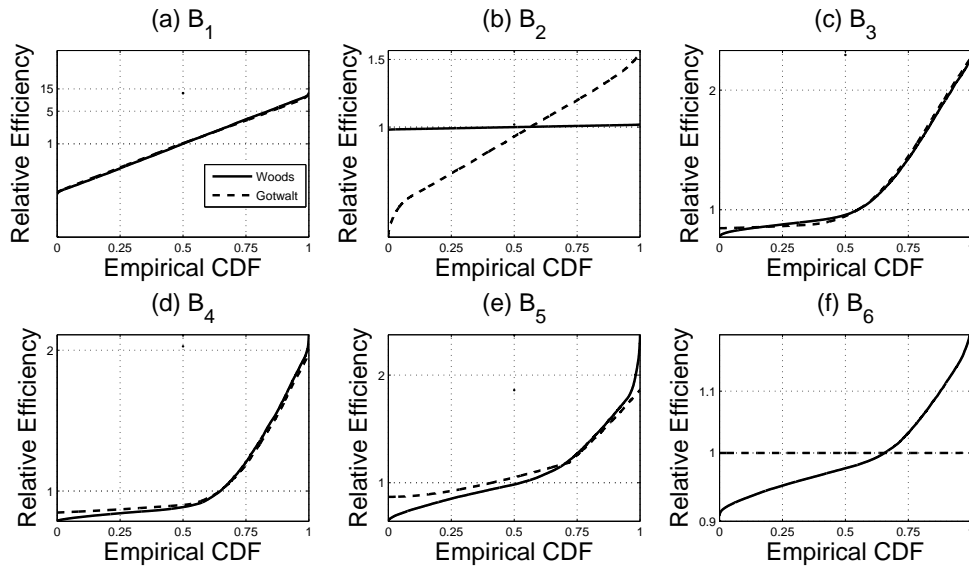 (a) B1
Relative Efficiency
15
5
1
Woods
Gotwalt
0
0.25
0.5
0.75
1
Empirical CDF
(b) B2
Relative Efficiency
1.5
1
0
0.25
0.5
0.75
1
Empirical CDF
(c) B3
Relative Efficiency
2
1
0
0.25
0.5
0.75
1
Empirical CDF
(d) B4
Relative Efficiency
2
1
0
0.25
0.5
0.75
1
Empirical CDF
(e) B5
Relative Efficiency
2
1
0
0.25
0.5
0.75
1
Empirical CDF
(f) B6
Relative Efficiency
1.1
1
0.9
0
0.25
0.5
0.75
1
Empirical CDF